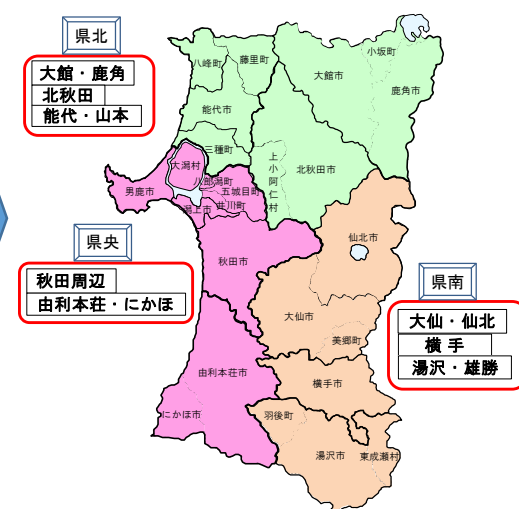 県北
大館・鹿角
北秋田
能代・山本
県央
秋田周辺
由利本荘・にかほ
県南
大仙・仙北
横手
湯沢・雄勝
八峰町
藤里町
小坂町
大館市
鹿角市
能代市
三種町
上小阿仁村
北秋田市
大潟村
八郎潟町
五城目町
井川町
潟上市
男鹿市
秋田市
仙北市
大仙市
美郷町
由利本荘市
横手市
にかほ市
羽後町
湯沢市
東成瀬村